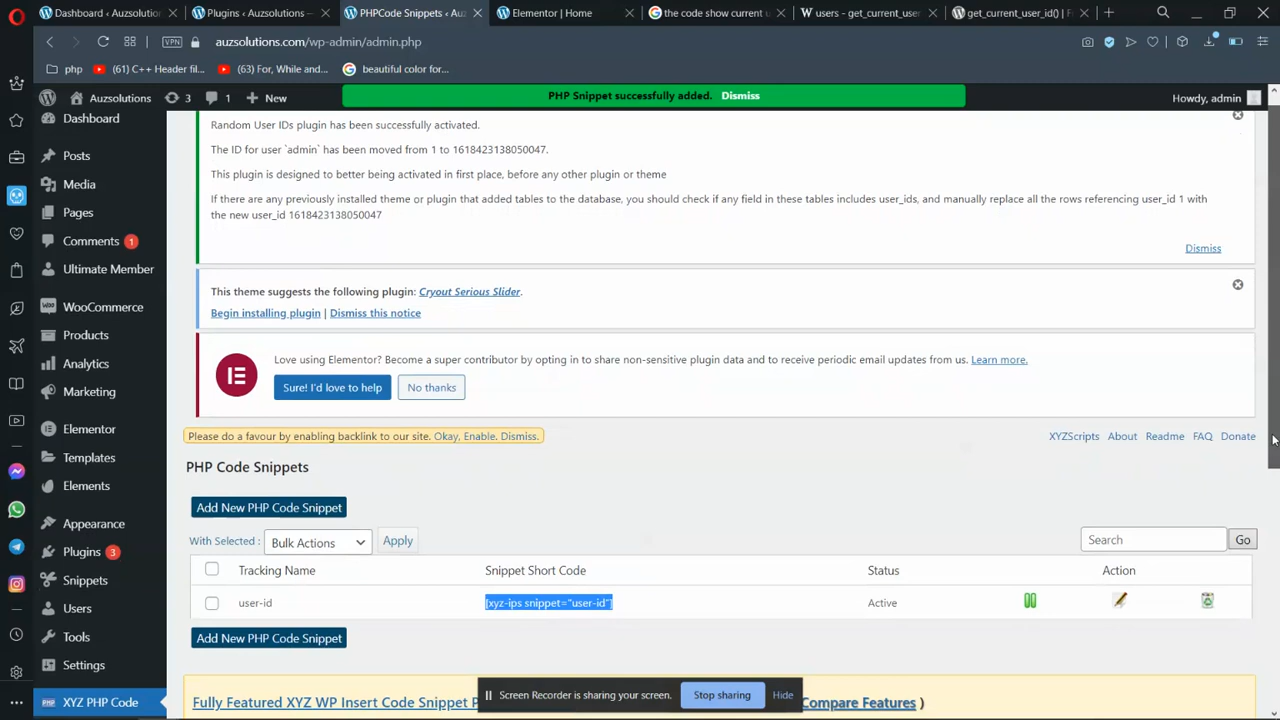 Dashboard ‹ Auzsolution
Plugins ‹ Auzsolutions —
PHPCode Snippets ‹ Au
Elementor | Home
the code show current u
users - get_current_use
get_current_user_id() | F
VPN
auzsolutions.com/wp-admin/admin.php
php
(61) C++ Header fil...
(63) For, While and...
beautiful color for...
Auzsolutions
3
1
New
PHP Snippet successfully added. Dismiss
Howdy, admin
Dashboard
Posts
Media
Pages
Comments 1
Ultimate Member
WooCommerce
Products
Analytics
Marketing
Elementor
Templates
Elements
Appearance
Plugins 3
Snippets
Users
Tools
Settings
XYZ PHP Code
Random User IDs plugin has been successfully activated.
The ID for user `admin` has been moved from 1 to 1618423138050047.
This plugin is designed to better being activated in first place, before any other plugin or theme
If there are any previously installed theme or plugin that added tables to the database, you should check if any field in these tables includes user_ids, and manually replace all the rows referencing user_id 1 with
the new user_id 1618423138050047
Dismiss
This theme suggests the following plugin: Cryout Serious Slider.
Begin installing plugin | Dismiss this notice
Love using Elementor? Become a super contributor by opting in to share non-sensitive plugin data and to receive periodic email updates from us. Learn more.
Sure! I'd love to help
No thanks
Please do a favour by enabling backlink to our site. Okay, Enable. Dismiss.
XYZScripts About Readme FAQ Donate
PHP Code Snippets
Add New PHP Code Snippet
With Selected : Bulk Actions Apply
Search Go
Tracking Name Snippet Short Code Status Action
user-id [xyz-ips snippet="user-id"] Active
Add New PHP Code Snippet
Fully Featured XYZ WP Insert Code Snippet P
Compare Features )
Screen Recorder is sharing your screen. Stop sharing Hide